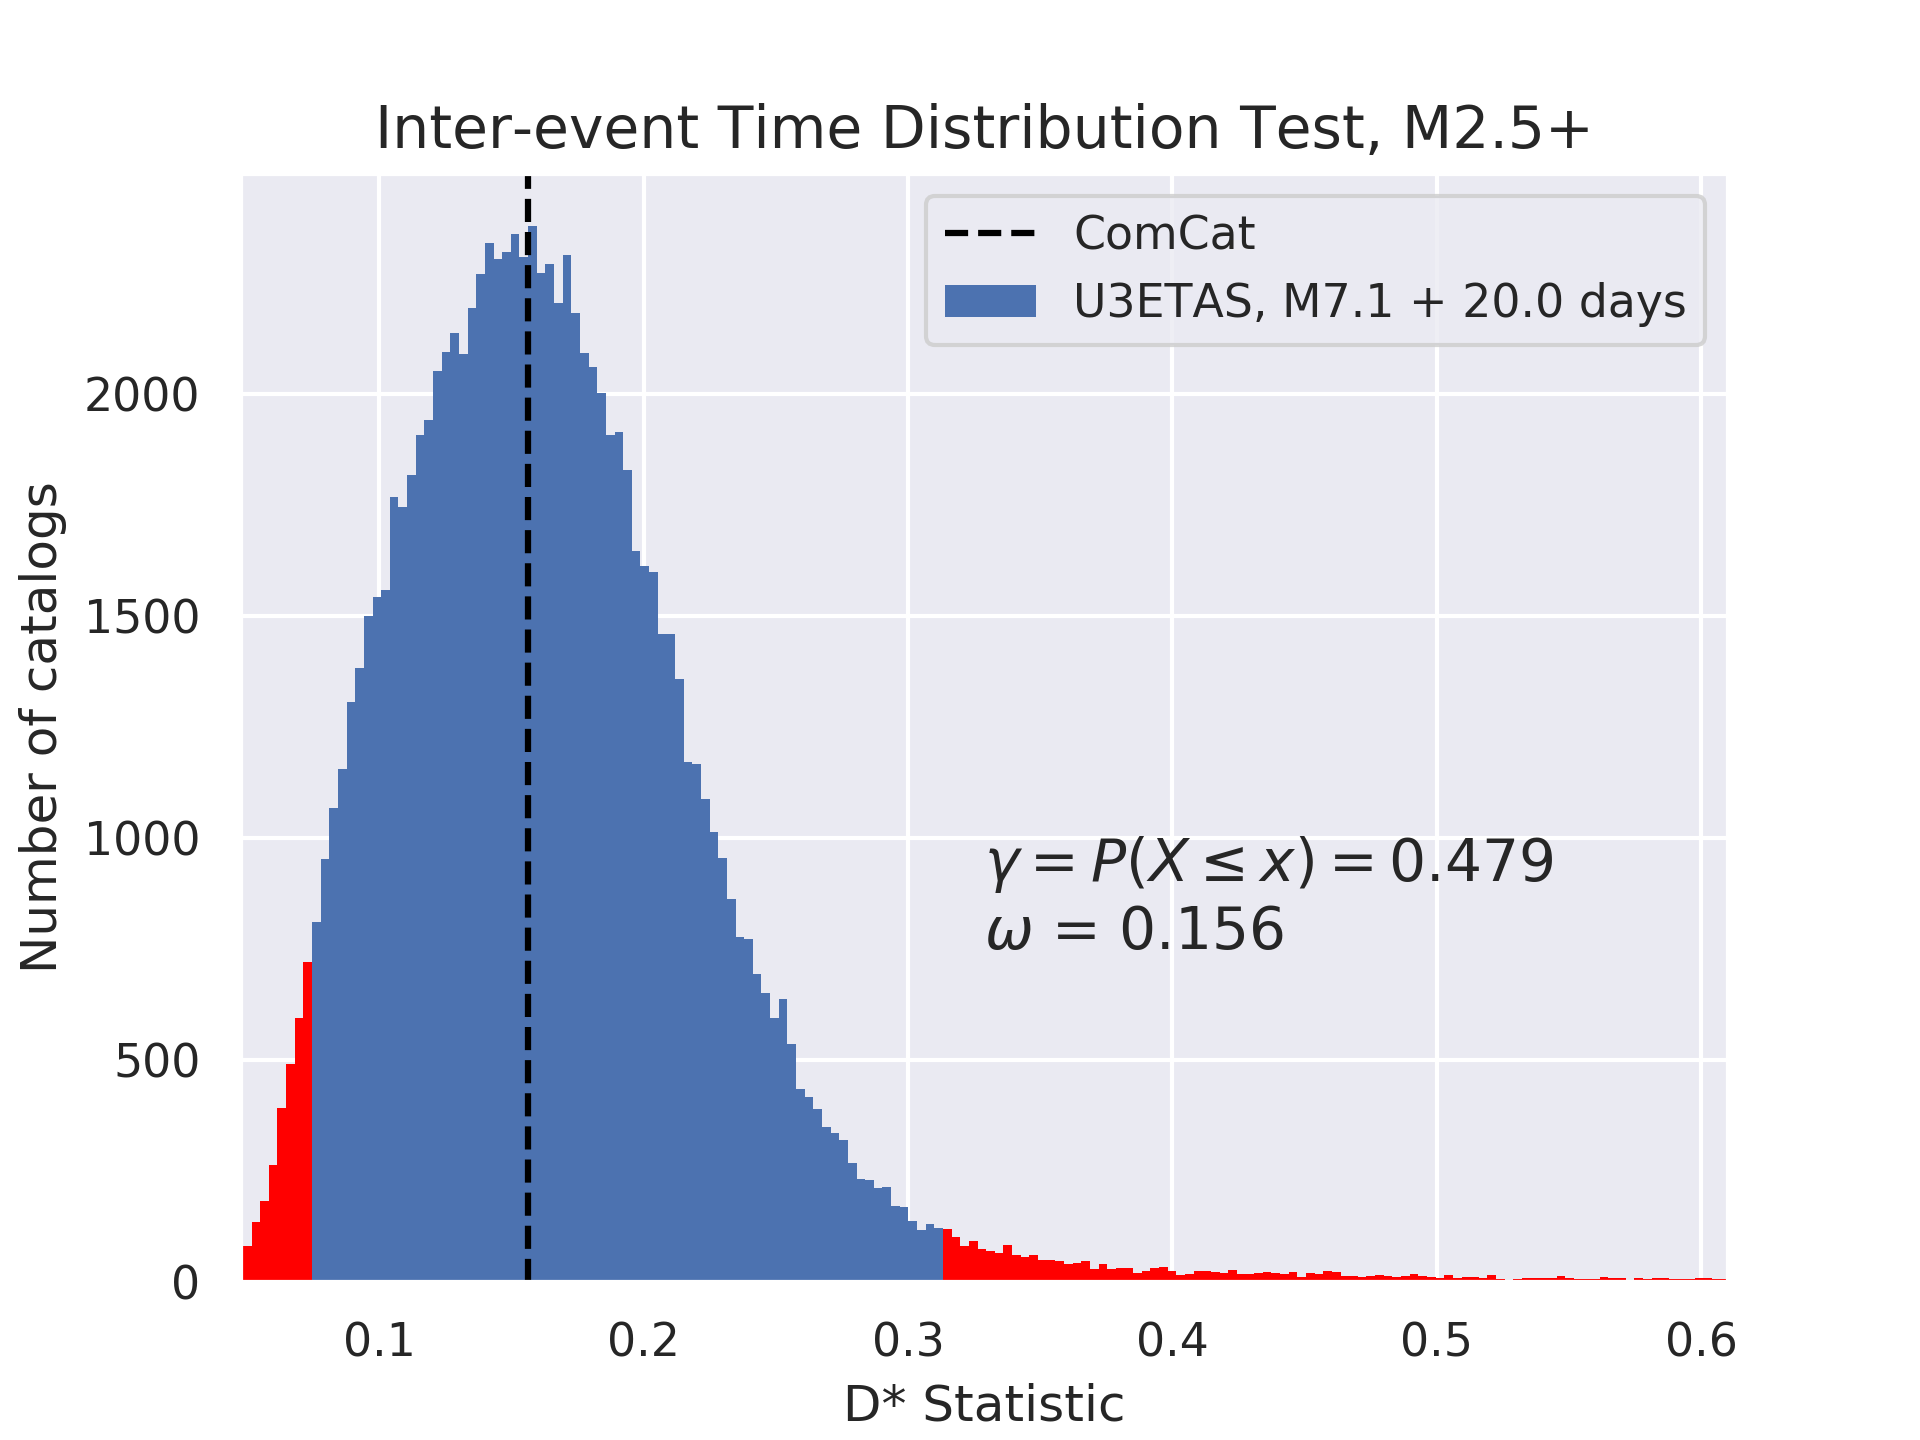 Inter-event Time Distribution Test, M2.5+
ComCat
U3ETAS, M7.1 + 20.0 days
Number of catalogs
2000
1500
1000
500
0
γ = P(X ≤ x) = 0.479
ω = 0.156
0.1 0.2 0.3 0.4 0.5 0.6
D* Statistic